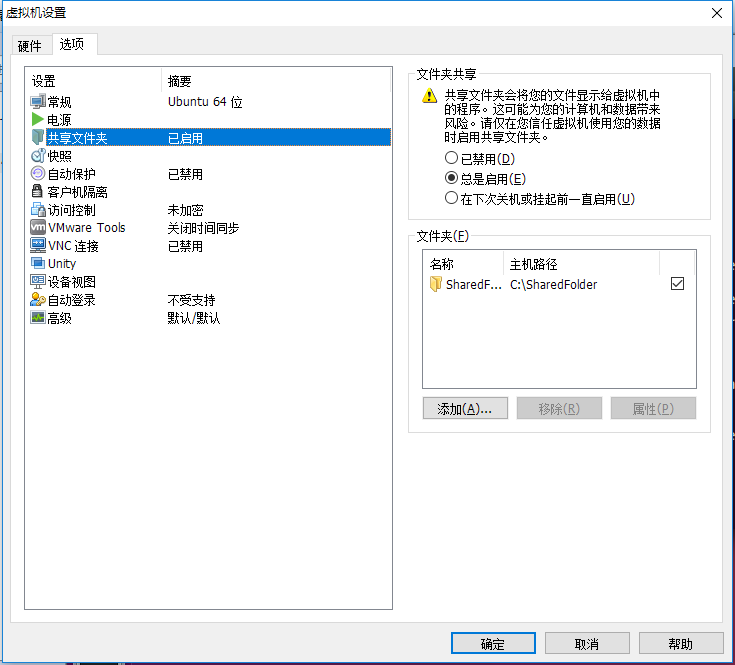 虚拟机设置
硬件 选项
设置 摘要
常规 Ubuntu 64 位
电源
共享文件夹 已启用
快照
自动保护 已禁用
客户机隔离
访问控制 未加密
VMware Tools 关闭时间同步
VNC 连接 已禁用
Unity
设备视图
自动登录 不受支持
高级 默认/默认
文件夹共享
共享文件夹会将您的文件显示给虚拟机中
的程序。这可能为您的计算机和数据带来
风险。请仅在您信任虚拟机使用您的数据
时启用共享文件夹。
已禁用(D)
总是启用(E)
在下次关机或挂起前一直启用(U)
文件夹(F)
名称 主机路径
SharedF... C:\SharedFolder
添加(A)... 移除(R) 属性(P)
确定 取消 帮助